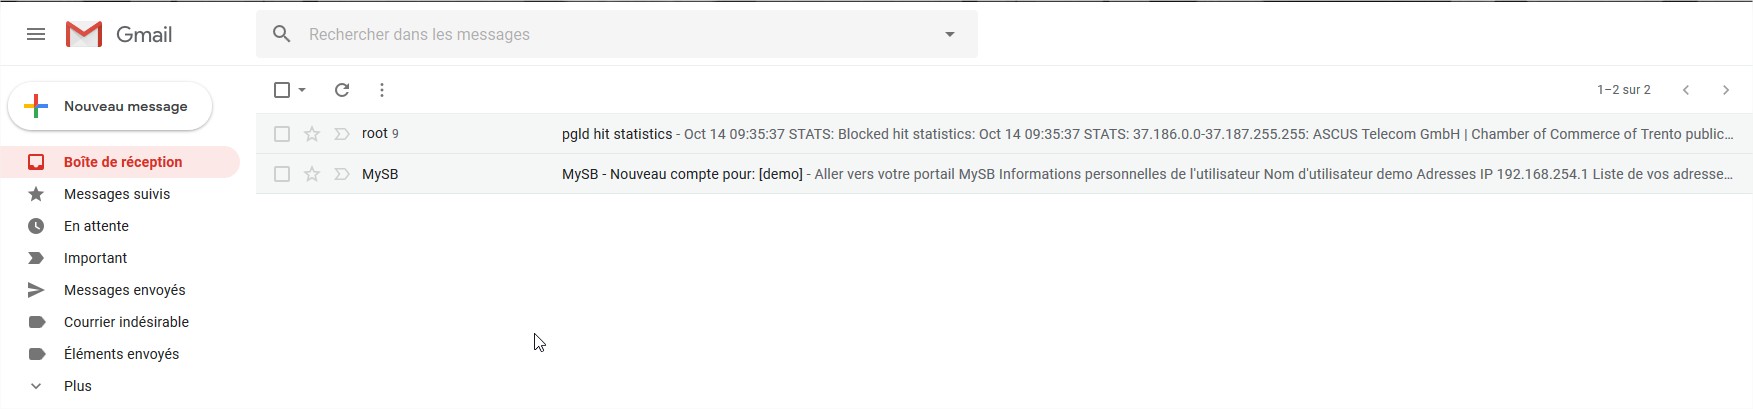 Gmail
Rechercher dans les messages
Nouveau message
1–2 sur 2
Boîte de réception
Messages suivis
En attente
Important
Messages envoyés
Courrier indésirable
Éléments envoyés
Plus
root 9 pgld hit statistics - Oct 14 09:35:37 STATS: Blocked hit statistics: Oct 14 09:35:37 STATS: 37.186.0.0-37.187.255.255: ASCUS Telecom GmbH | Chamber of Commerce of Trento public…
MySB MySB - Nouveau compte pour: [demo] - Aller vers votre portail MySB Informations personnelles de l'utilisateur Nom d'utilisateur demo Adresses IP 192.168.254.1 Liste de vos adresse…